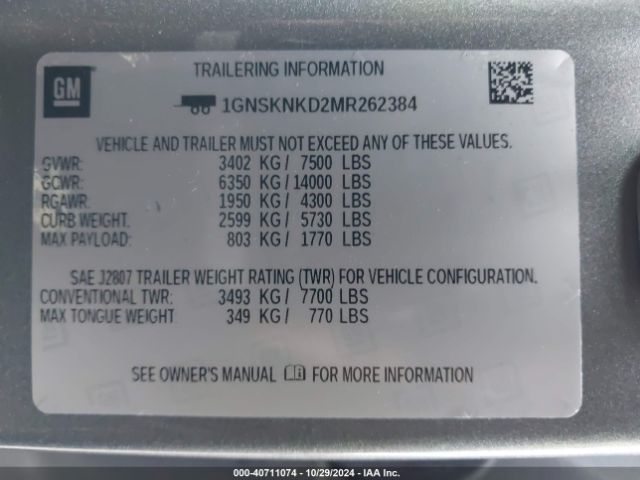 GM
TRAILERING INFORMATION
1GNSKNKD2MR262384
VEHICLE AND TRAILER MUST NOT EXCEED ANY OF THESE VALUES.
GVWR: 3402 KG / 7500 LBS
GCWR: 6350 KG / 14000 LBS
RGAWR: 1950 KG / 4300 LBS
CURB WEIGHT: 2599 KG / 5730 LBS
MAX PAYLOAD: 803 KG / 1770 LBS
SAE J2807 TRAILER WEIGHT RATING (TWR) FOR VEHICLE CONFIGURATION.
CONVENTIONAL TWR: 3493 KG / 7700 LBS
MAX TONGUE WEIGHT: 349 KG / 770 LBS
SEE OWNER'S MANUAL FOR MORE INFORMATION
000-40711074 - 10/29/2024 - IAA Inc.